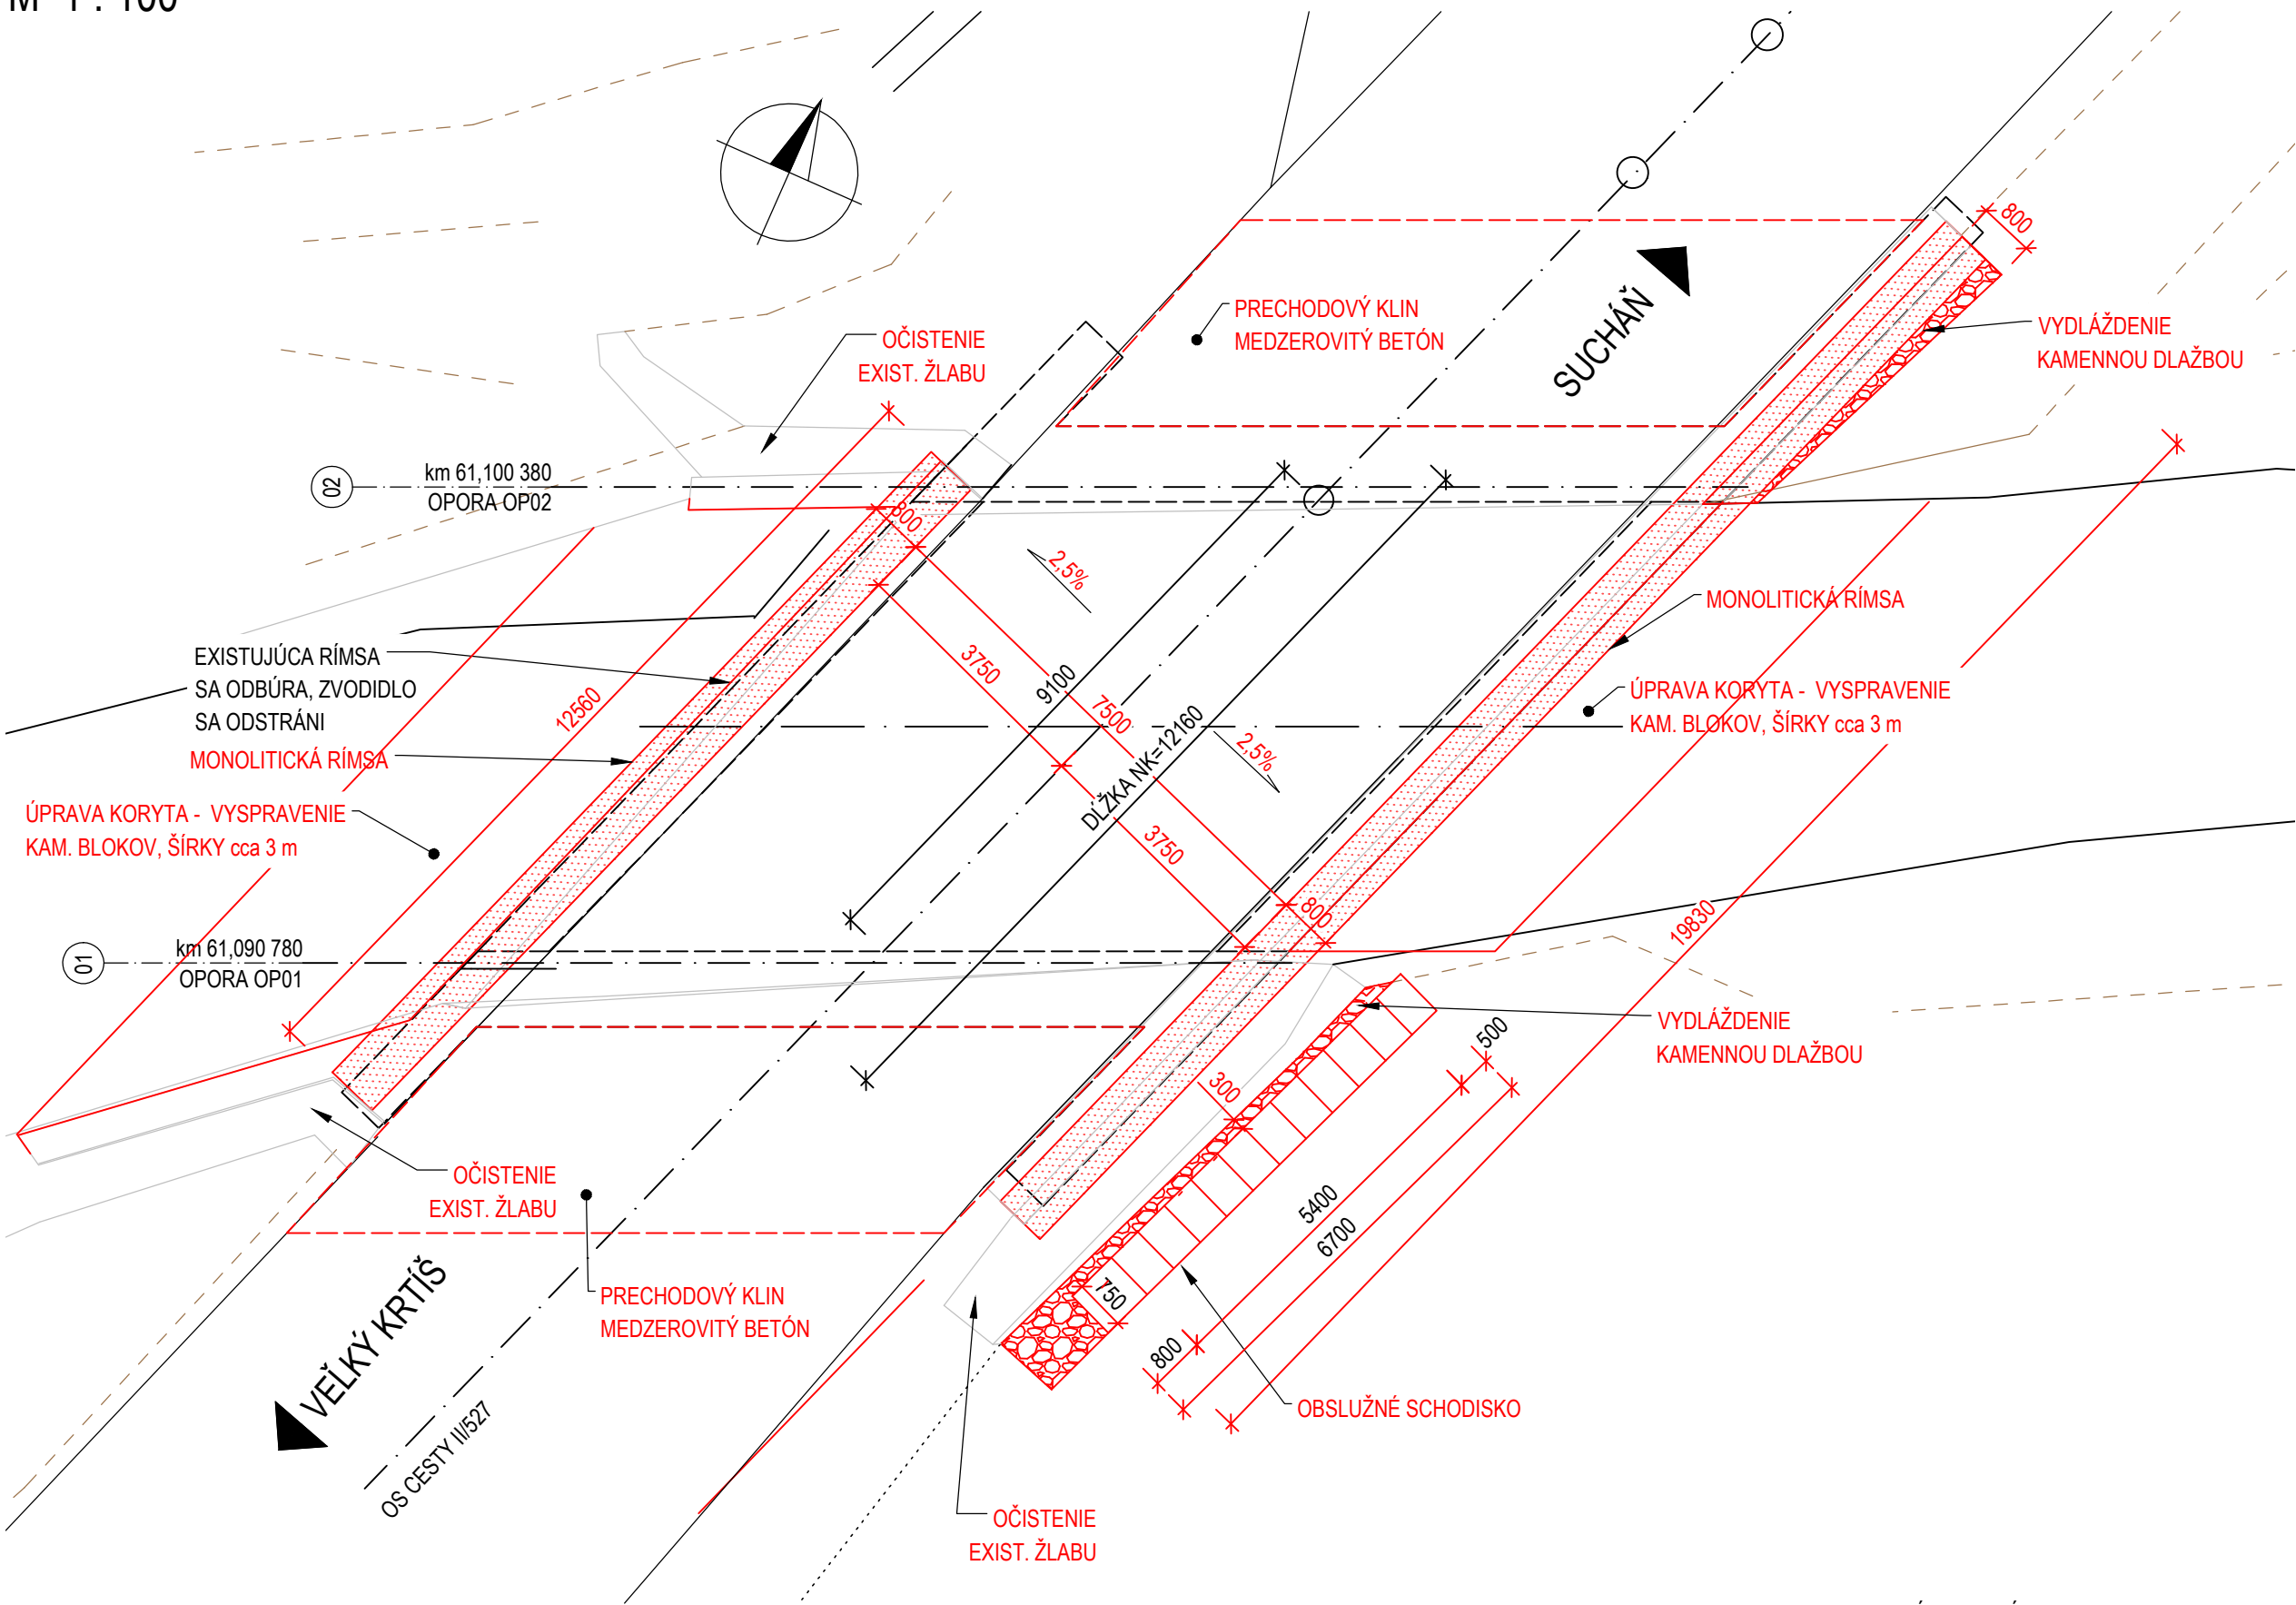 M 1 : 100
OČISTENIE
EXIST. ŽLABU
PRECHODOVÝ KLIN
MEDZEROVITÝ BETÓN
SUCHÁŇ
800
VYDLÁŽDENIE
KAMENNOU DLAŽBOU
02
km 61,100 380
OPORA OP02
800
2,5%
MONOLITICKÁ RÍMSA
EXISTUJÚCA RÍMSA
SA ODBÚRA, ZVODIDLO
SA ODSTRÁNI
MONOLITICKÁ RÍMSA
12560
3750
9100
7500
DĹŽKA NK=12160
2,5%
ÚPRAVA KORYTA - VYSPRAVENIE
KAM. BLOKOV, ŠÍRKY cca 3 m
ÚPRAVA KORYTA - VYSPRAVENIE
KAM. BLOKOV, ŠÍRKY cca 3 m
3750
800
19830
01
km 61,090 780
OPORA OP01
VYDLÁŽDENIE
KAMENNOU DLAŽBOU
500
300
5400
6700
750
800
OČISTENIE
EXIST. ŽLABU
PRECHODOVÝ KLIN
MEDZEROVITÝ BETÓN
VEĽKÝ KRTÍŠ
OS CESTY II/527
OBSLUŽNÉ SCHODISKO
OČISTENIE
EXIST. ŽLABU